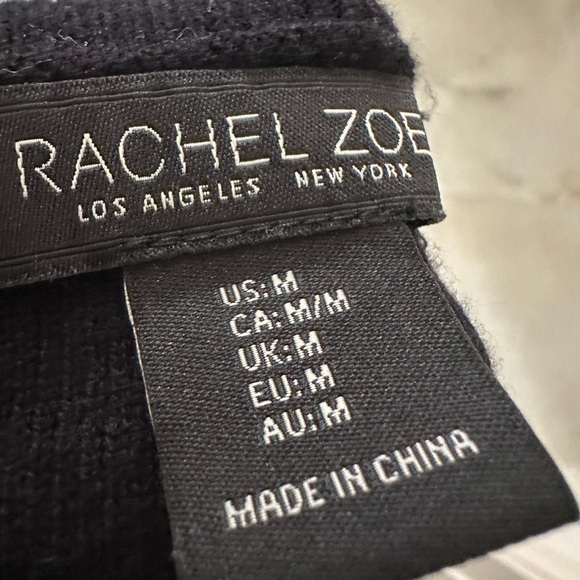 RACHEL ZOE
LOS ANGELES NEW YORK
US:M
CA:M/M
UK:M
EU:M
AU:M
MADE IN CHINA